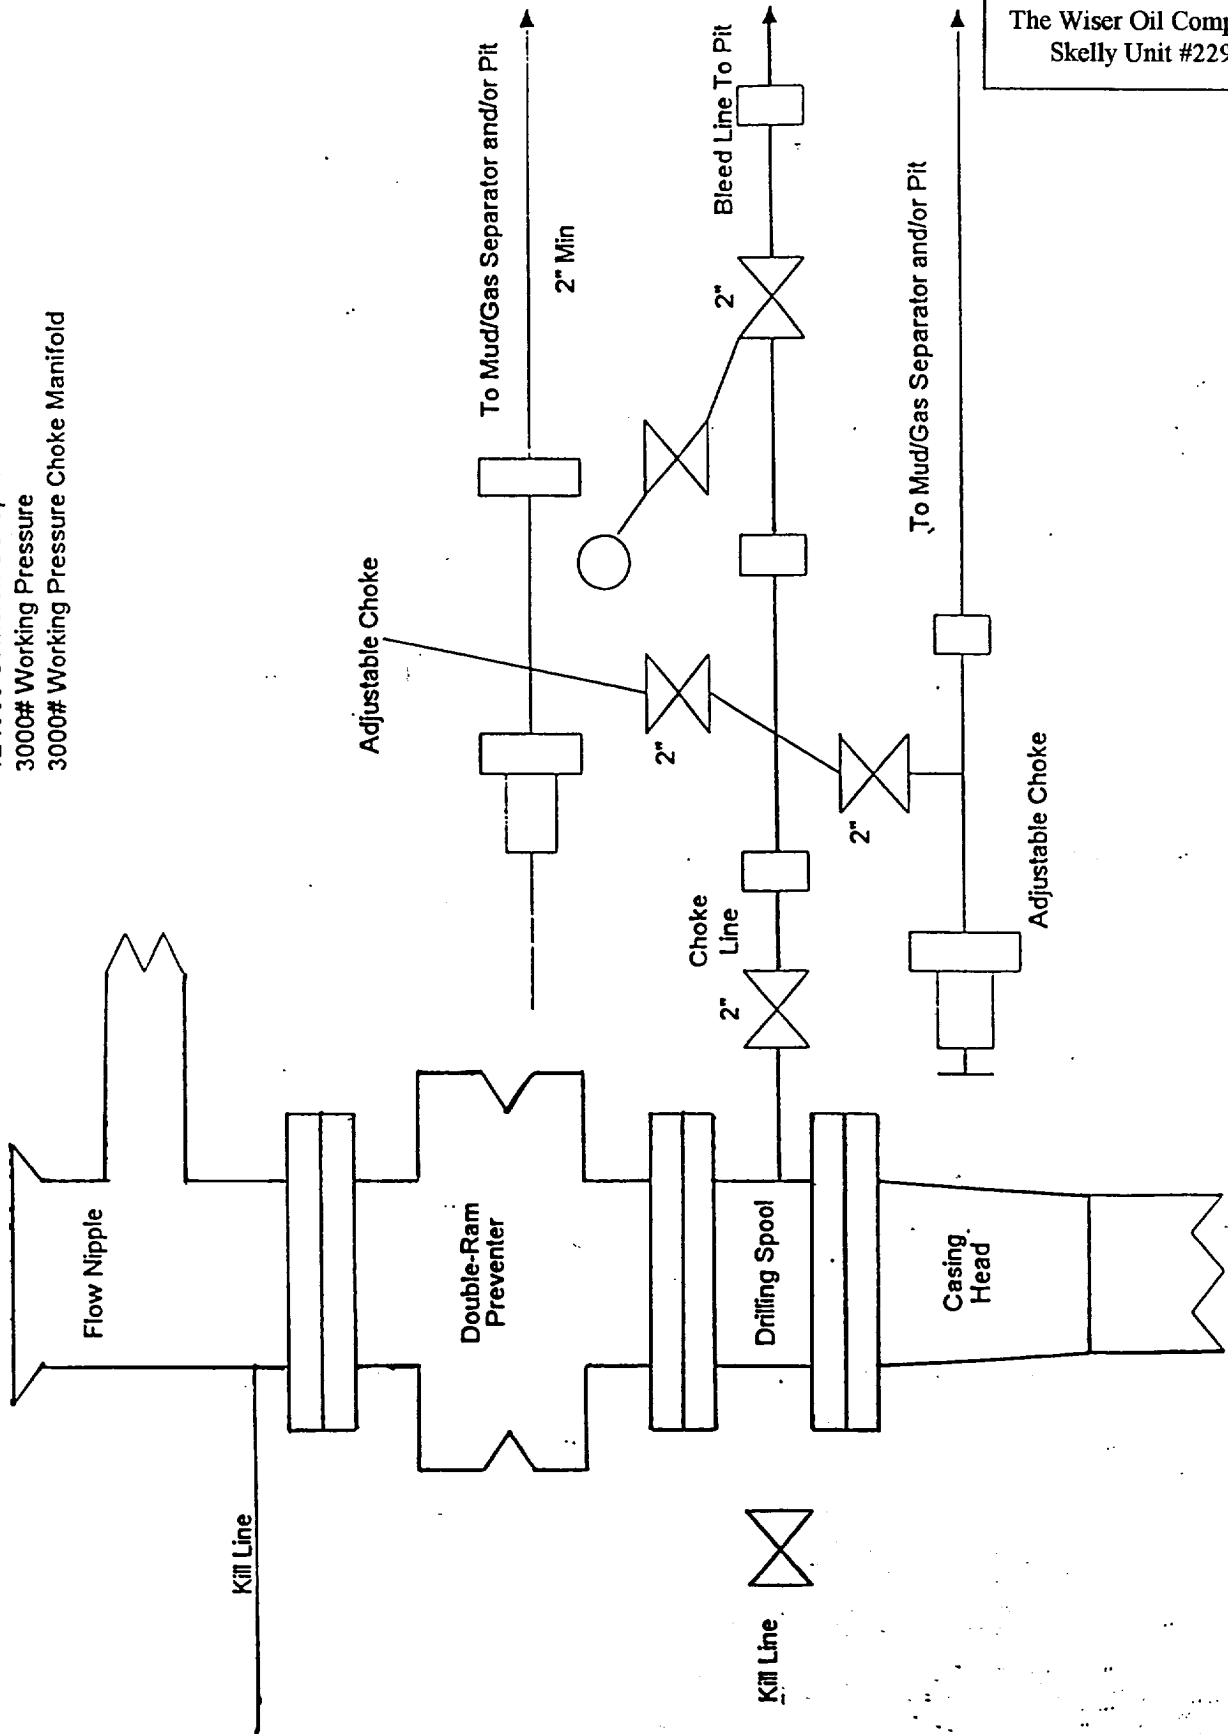 3000# Working Pressure
3000# Working Pressure Choke Manifold
The Wiser Oil Comp
Skelly Unit #229
Kill Line
Flow Nipple
Double-Ram
Preventer
Drilling Spool
Casing
Head
Kill Line
Adjustable Choke
To Mud/Gas Separator and/or Pit
2" Min
Choke
Line
2"
2"
2"
2"
Bleed Line To Pit
To Mud/Gas Separator and/or Pit
Adjustable Choke